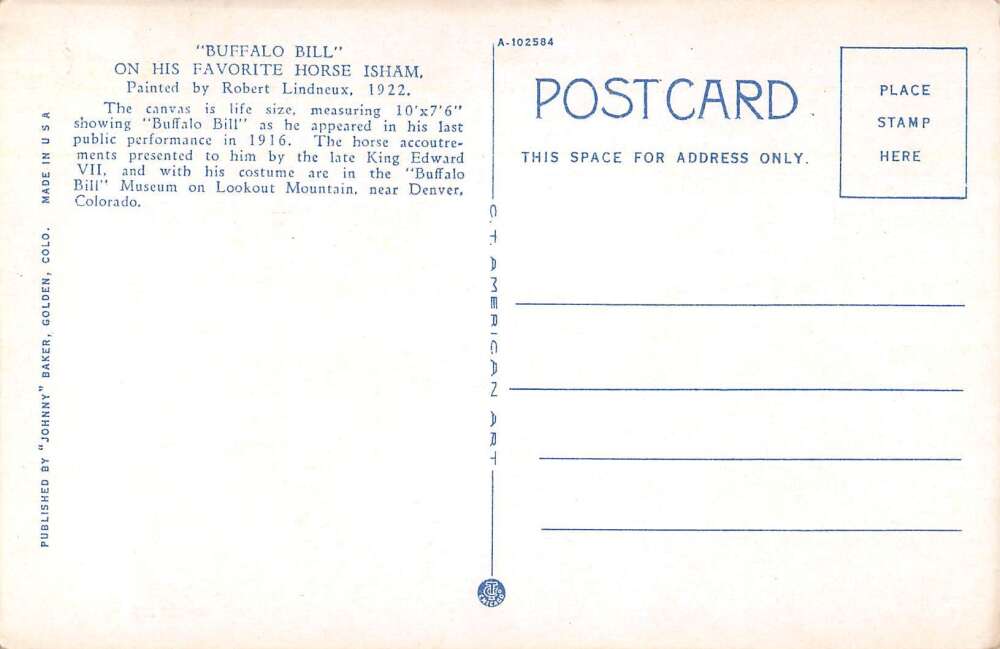 "BUFFALO BILL"
ON HIS FAVORITE HORSE ISHAM,
Painted by Robert Lindneux, 1922.
The canvas is life size, measuring 10'x7'6"
showing "Buffalo Bill" as he appeared in his last
public performance in 1916. The horse accoutre-
ments presented to him by the late King Edward
VII, and with his costume are in the "Buffalo
Bill" Museum on Lookout Mountain, near Denver,
Colorado.
PUBLISHED BY "JOHNNY" BAKER, GOLDEN, COLO. MADE IN U S A
C.T. AMERICAN ART
CHICAGO
A-102584
POSTCARD
THIS SPACE FOR ADDRESS ONLY.
PLACE
STAMP
HERE